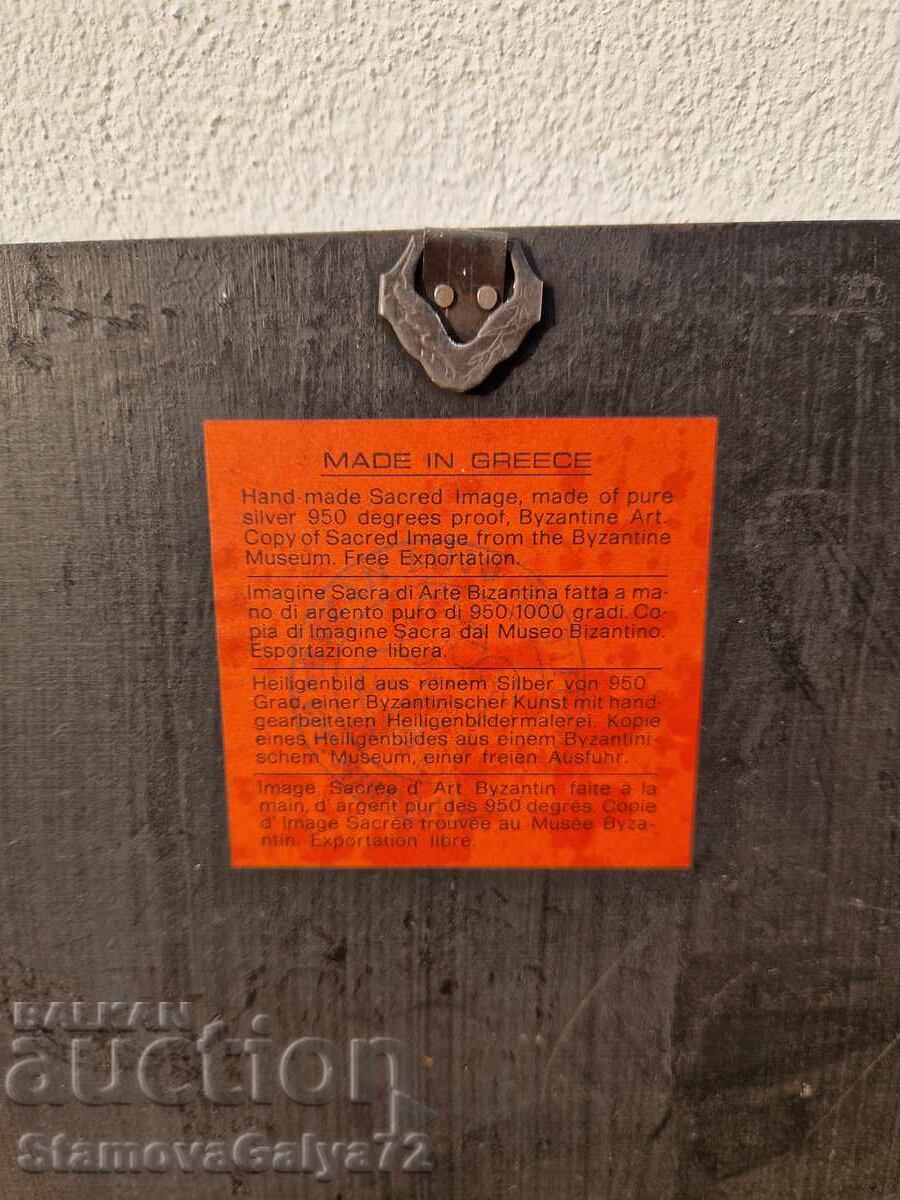 MADE IN GREECE
Hand-made Sacred Image, made of pure
silver 950 degrees proof, Byzantine Art.
Copy of Sacred Image from the Byzantine
Museum. Free Exportation.
Imagine Sacra di Arte Bizantina fatta a ma-
no di argento puro di 950/1000 gradi. Co-
pia di Imagine Sacra dal Museo Bizantino.
Esportazione libera.
Heiligenbild aus reinem Silber von 950
Grad, einer Byzantinischer Kunst mit hand-
gearbeiteten Heiligenbildermalerei. Kopie
eines Heiligenbildes aus einem Byzantini-
schem Museum, einer freien Ausfuhr.
Image Sacrée d' Art Byzantin faite à la
main, d' argent pur des 950 degrés. Copie
d' Image Sacrée trouvée au Musée Byza-
ntin. Exportation libre.
BALKAN
auction
StamovaGalya72